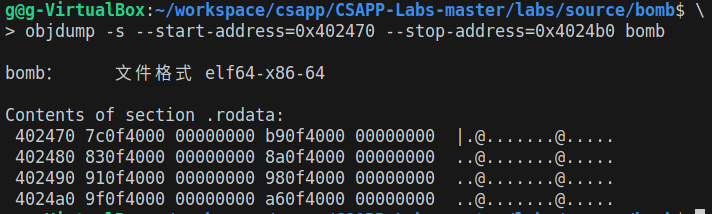 g@g-VirtualBox:~/workspace/csapp/CSAPP-Labs-master/labs/source/bomb$ \
> objdump -s --start-address=0x402470 --stop-address=0x4024b0 bomb
bomb：     文件格式 elf64-x86-64
Contents of section .rodata:
 402470 7c0f4000 00000000 b90f4000 00000000  |.@.......@.....
 402480 830f4000 00000000 8a0f4000 00000000  ..@.......@.....
 402490 910f4000 00000000 980f4000 00000000  ..@.......@.....
 4024a0 9f0f4000 00000000 a60f4000 00000000  ..@.......@.....